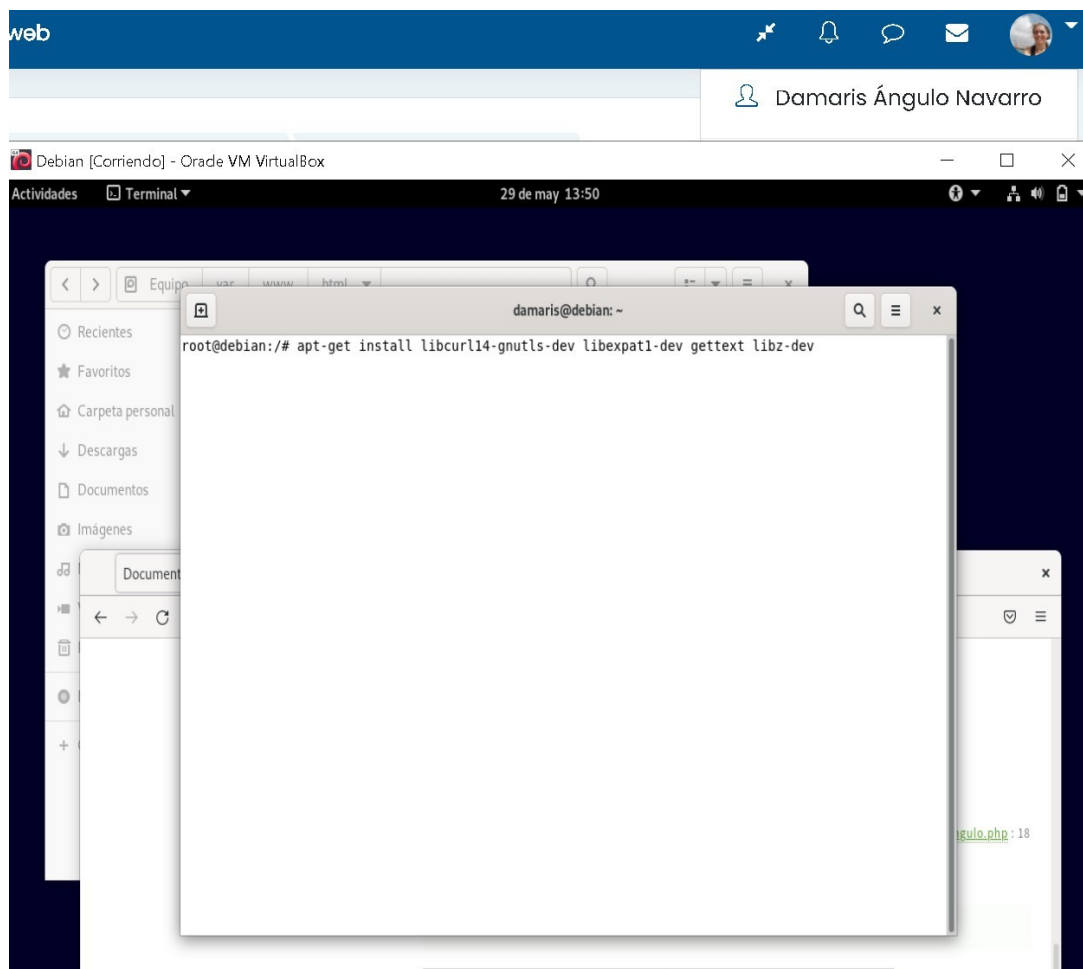 web
Damaris Ángulo Navarro
Debian [Corriendo] - Oracle VM VirtualBox
Actividades Terminal 29 de may 13:50
Equipo var www html
damaris@debian: ~
Recientes
root@debian:/# apt-get install libcurl14-gnutls-dev libexpat1-dev gettext libz-dev
Favoritos
Carpeta personal
Descargas
Documentos
Imágenes
Document
ngulo.php : 18